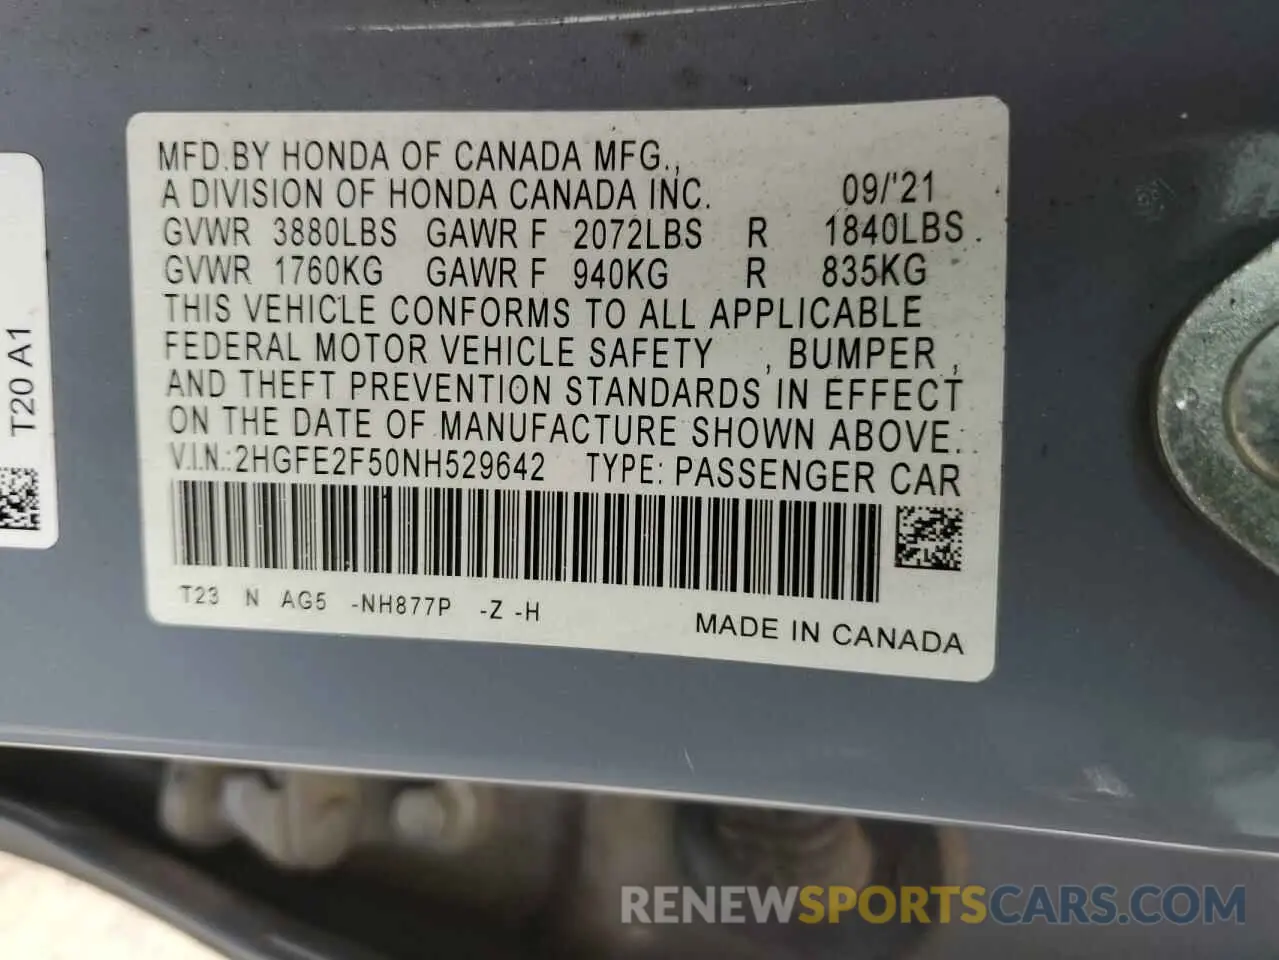 MFD.BY HONDA OF CANADA MFG.,
A DIVISION OF HONDA CANADA INC. 09/'21
GVWR 3880LBS GAWR F 2072LBS R 1840LBS
GVWR 1760KG GAWR F 940KG R 835KG
THIS VEHICLE CONFORMS TO ALL APPLICABLE
FEDERAL MOTOR VEHICLE SAFETY , BUMPER ,
AND THEFT PREVENTION STANDARDS IN EFFECT
ON THE DATE OF MANUFACTURE SHOWN ABOVE.
V.I.N.: 2HGFE2F50NH529642 TYPE: PASSENGER CAR
T23 N AG5 -NH877P -Z -H
MADE IN CANADA
T20 A1
RENEWSPORTSCARS.COM